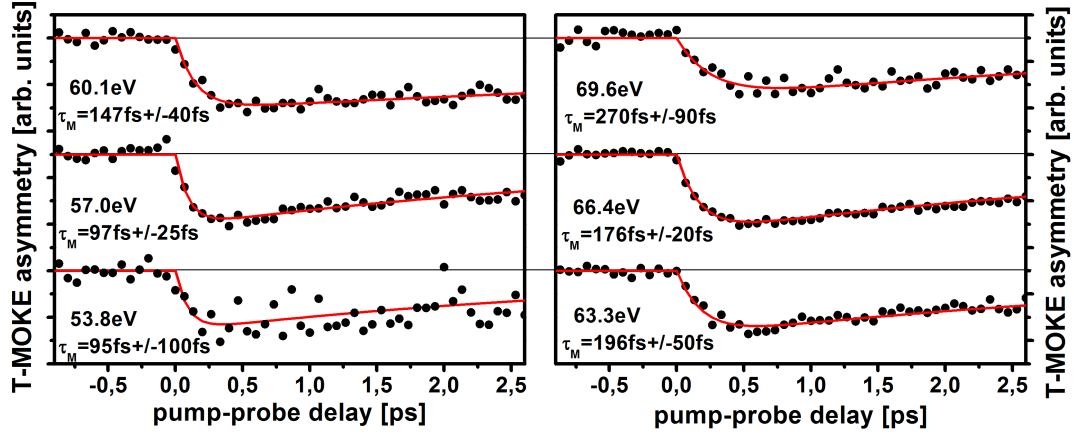 T-MOKE asymmetry [arb. units]
60.1eV
τM=147fs+/-40fs
57.0eV
τM=97fs+/-25fs
53.8eV
τM=95fs+/-100fs
-0,5 0,0 0,5 1,0 1,5 2,0 2,5
pump-probe delay [ps]
69.6eV
τM=270fs+/-90fs
66.4eV
τM=176fs+/-20fs
63.3eV
τM=196fs+/-50fs
-0,5 0,0 0,5 1,0 1,5 2,0 2,5
pump-probe delay [ps]
T-MOKE asymmetry [arb. units]